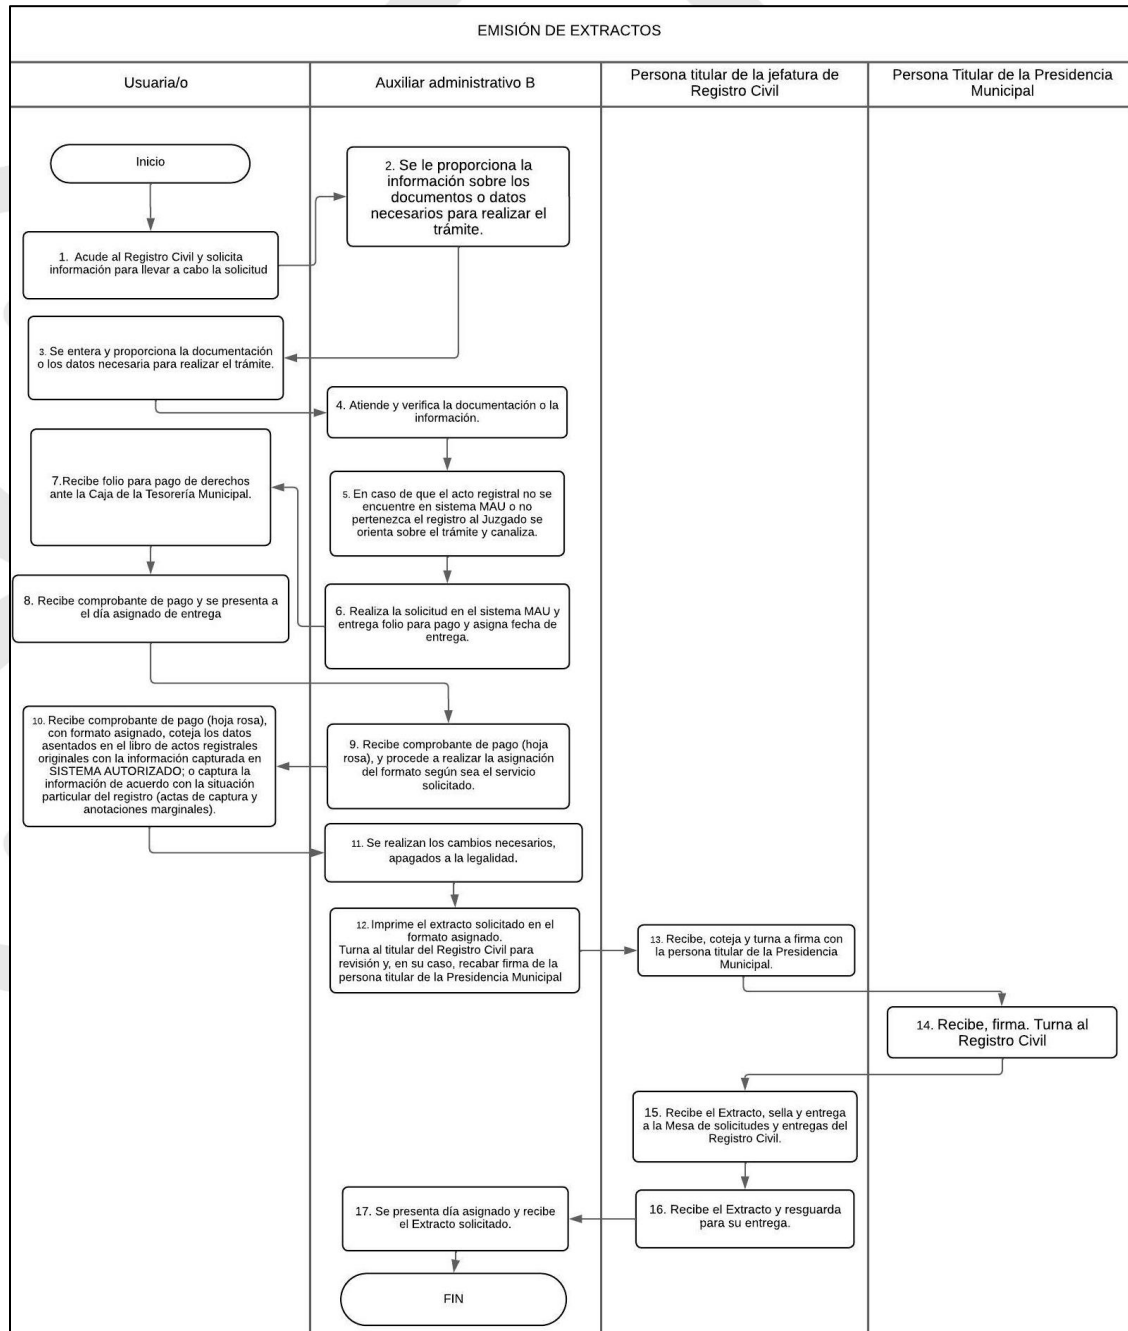 EMISIÓN DE EXTRACTOS
Usuaria/o
Auxiliar administrativo B
Persona titular de la jefatura de
Registro Civil
Persona Titular de la Presidencia
Municipal
Inicio
1. Acude al Registro Civil y solicita
información para llevar a cabo la solicitud
2. Se le proporciona la
información sobre los
documentos o datos
necesarios para realizar el
trámite.
3. Se entera y proporciona la documentación
o los datos necesaria para realizar el trámite.
4. Atiende y verifica la documentación o la
información.
5. En caso de que el acto registral no se
encuentre en sistema MAU o no
pertenezca el registro al Juzgado se
orienta sobre el trámite y canaliza.
6. Realiza la solicitud en el sistema MAU y
entrega folio para pago y asigna fecha de
entrega.
7.Recibe folio para pago de derechos
ante la Caja de la Tesorería Municipal.
8. Recibe comprobante de pago y se presenta a
el día asignado de entrega
9. Recibe comprobante de pago (hoja
rosa), y procede a realizar la asignación
del formato según sea el servicio
solicitado.
10. Recibe comprobante de pago (hoja rosa),
con formato asignado, coteja los datos
asentados en el libro de actos registrales
originales con la información capturada en
SISTEMA AUTORIZADO; o captura la
información de acuerdo con la situación
particular del registro (actas de captura y
anotaciones marginales).
11. Se realizan los cambios necesarios,
apagados a la legalidad.
12. Imprime el extracto solicitado en el
formato asignado.
Turna al titular del Registro Civil para
revisión y, en su caso, recabar firma de la
persona titular de la Presidencia Municipal
13. Recibe, coteja y turna a firma con
la persona titular de la Presidencia
Municipal.
14. Recibe, firma. Turna al
Registro Civil
15. Recibe el Extracto, sella y entrega
a la Mesa de solicitudes y entregas del
Registro Civil.
16. Recibe el Extracto y resguarda
para su entrega.
17. Se presenta día asignado y recibe
el Extracto solicitado.
FIN